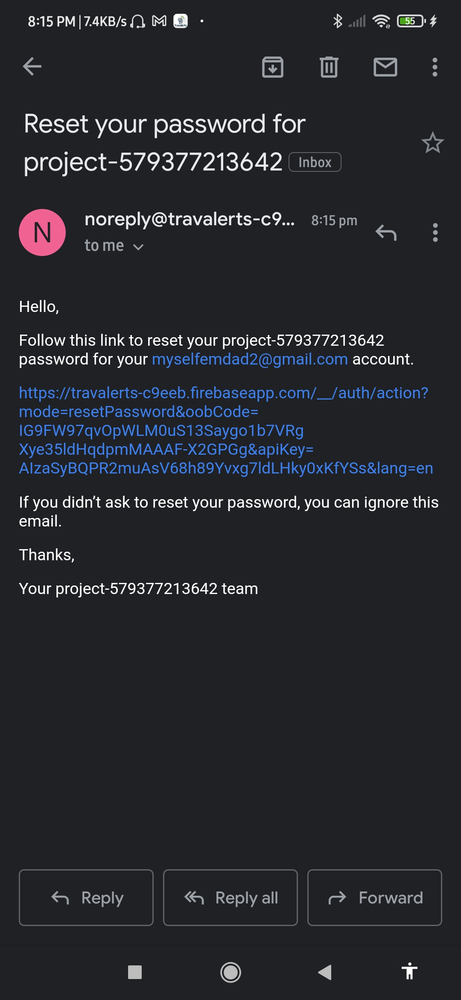 8:15 PM | 7.4KB/s
Travalerts
55
Reset your password for
project-579377213642 Inbox
N
noreply@travalerts-c9... 8:15 pm
to me
Hello,
Follow this link to reset your project-579377213642
password for your myselfemdad2@gmail.com account.
https://travalerts-c9eeb.firebaseapp.com/__/auth/action?
mode=resetPassword&oobCode=
IG9FW97qvOpWLM0uS13Saygo1b7VRg
Xye35ldHqdpmMAAAF-X2GPGg&apiKey=
AIzaSyBQPR2muAsV68h89Yvxg7ldLHky0xKfYSs&lang=en
If you didn’t ask to reset your password, you can ignore this
email.
Thanks,
Your project-579377213642 team
Reply Reply all Forward